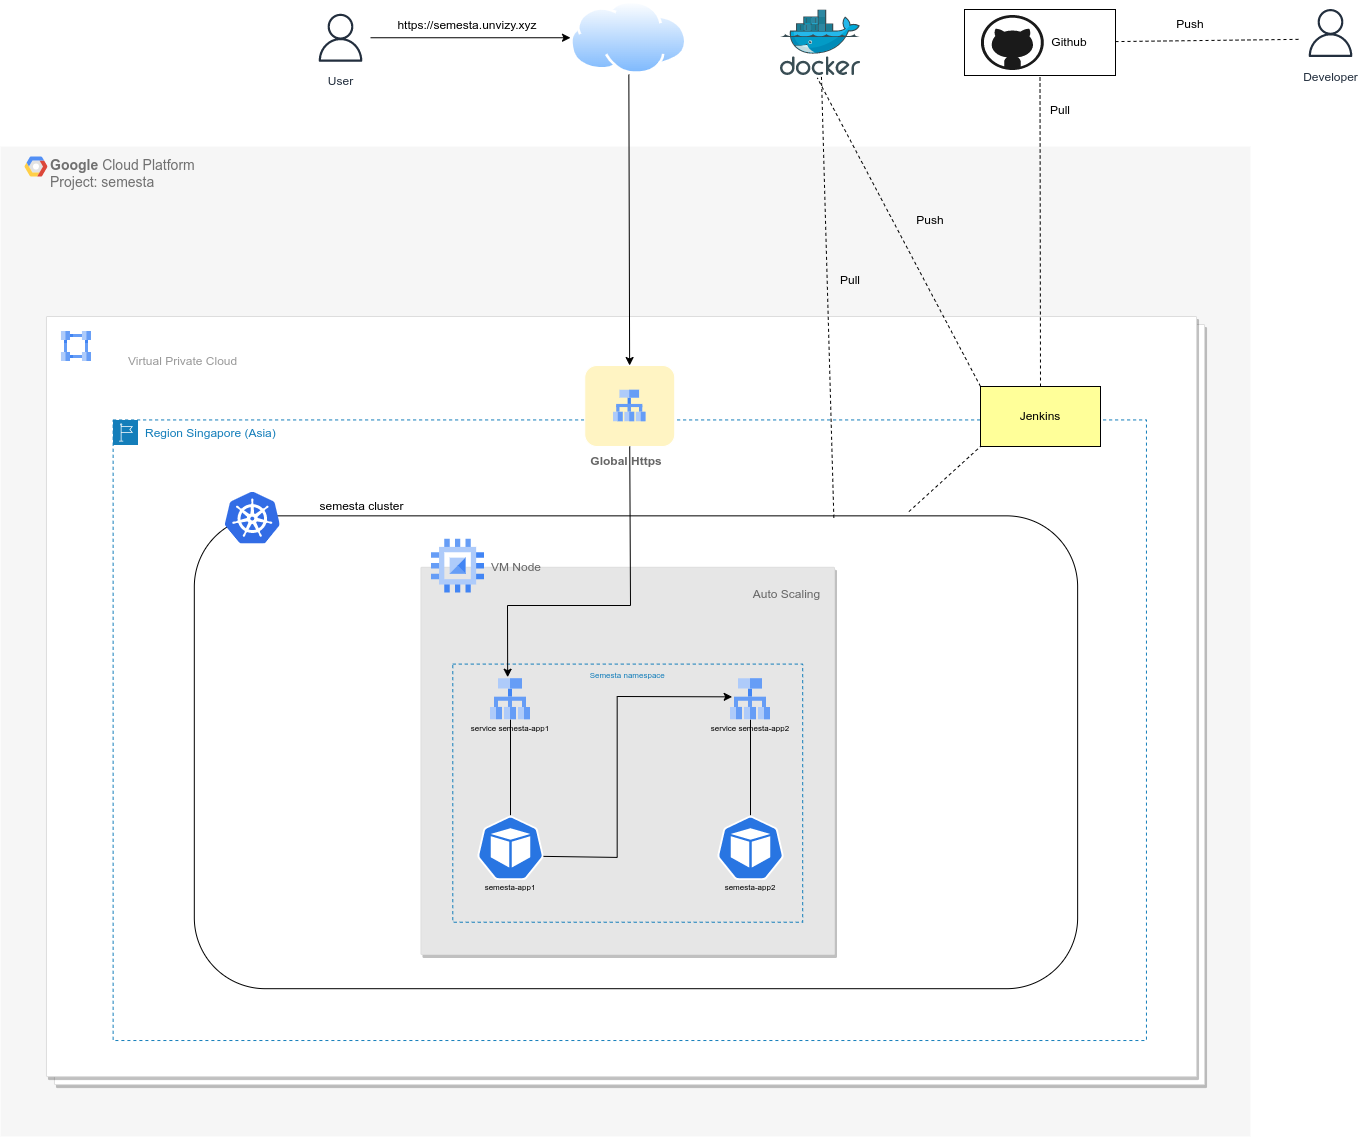 https://semesta.unvizy.xyz
User
docker
Github
Push
Developer
Pull
Google Cloud Platform
Project: semesta
Push
Pull
Virtual Private Cloud
Jenkins
Region Singapore (Asia)
Global Https
semesta cluster
VM Node
Auto Scaling
Semesta namespace
service semesta-app1
service semesta-app2
semesta-app1
semesta-app2